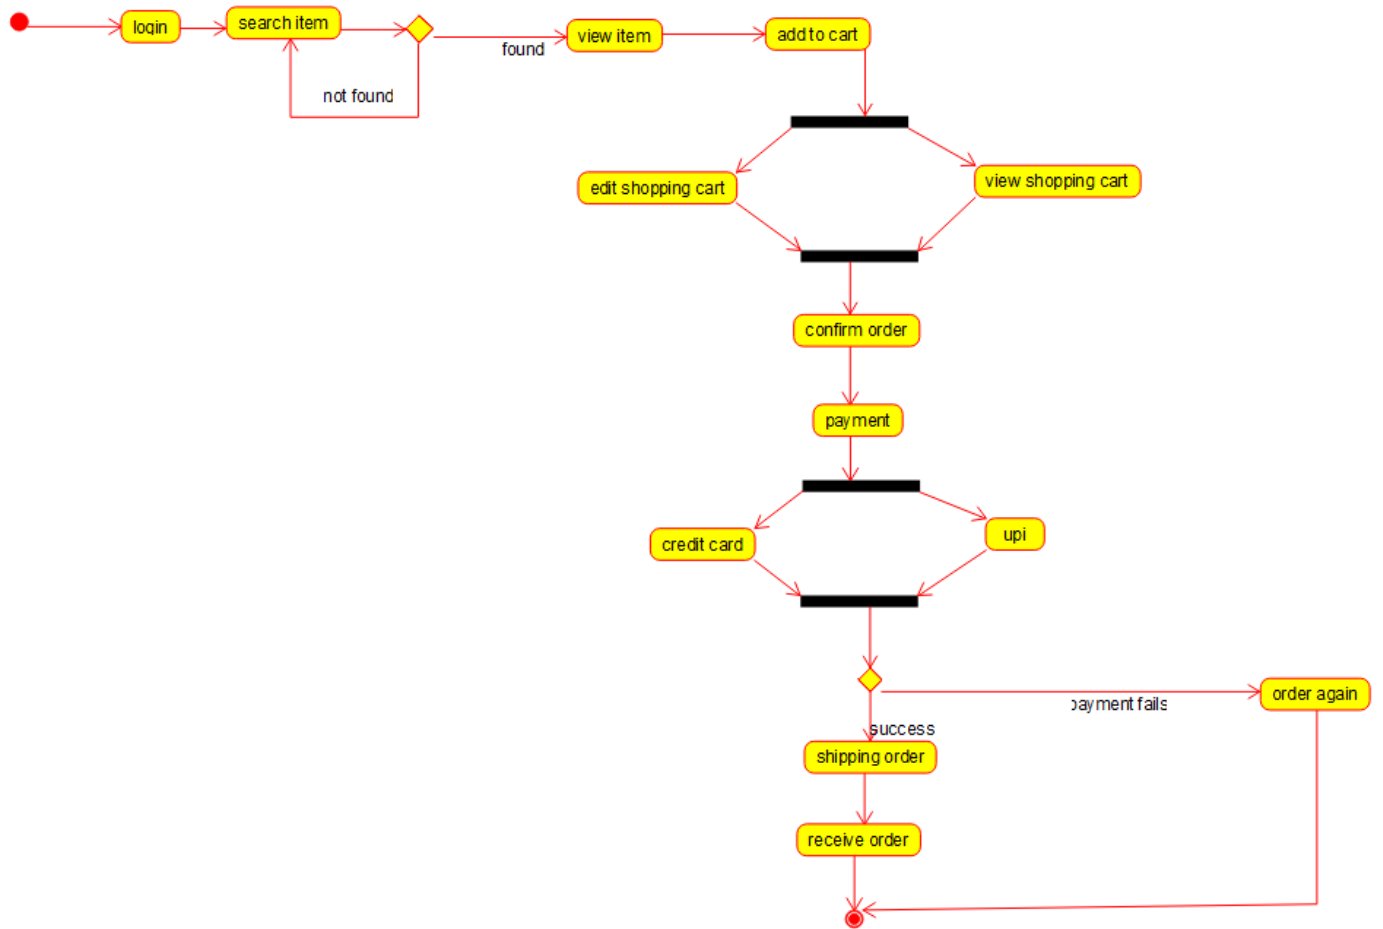 login
search item
found
view item
add to cart
not found
edit shopping cart
view shopping cart
confirm order
payment
credit card
upi
payment fails
order again
success
shipping order
receive order